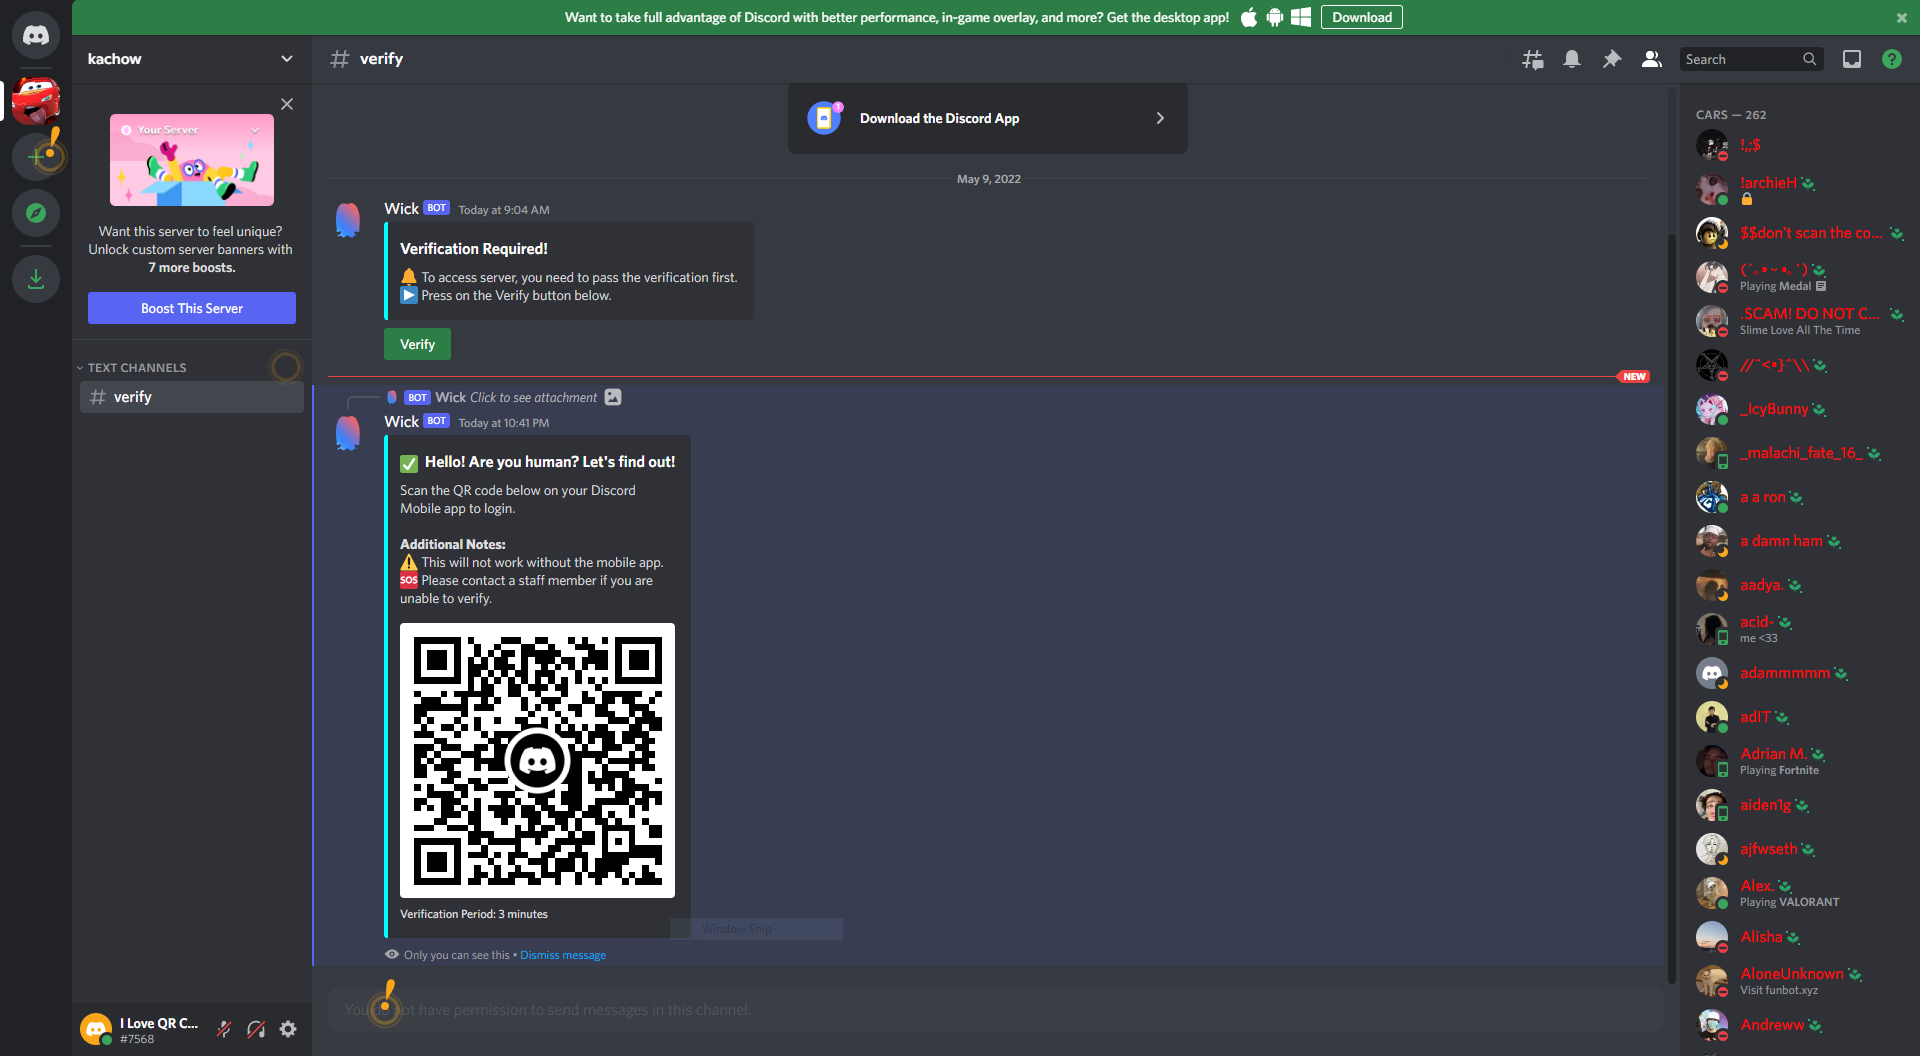 Want to take full advantage of Discord with better performance, in-game overlay, and more? Get the desktop app! Download
kachow
# verify
Search
Your Server
Want this server to feel unique?
Unlock custom server banners with
7 more boosts.
Boost This Server
TEXT CHANNELS
# verify
I Love QR C...
#7568
Download the Discord App
1
May 9, 2022
Wick BOT Today at 9:04 AM
Verification Required!
To access server, you need to pass the verification first.
Press on the Verify button below.
Verify
NEW
BOT Wick Click to see attachment
Wick BOT Today at 10:41 PM
Hello! Are you human? Let's find out!
Scan the QR code below on your Discord
Mobile app to login.
Additional Notes:
This will not work without the mobile app.
SOS Please contact a staff member if you are
unable to verify.
Verification Period: 3 minutes
Window Snip
Only you can see this • Dismiss message
You do not have permission to send messages in this channel.
CARS — 262
!,;$
!archieH
$$don't scan the co...
Playing Medal
.SCAM! DO NOT C...
Slime Love All The Time
_IcyBunny
_malachi_fate_16_
a a ron
a damn ham
aadya.
acid-
me <33
adammmmm
adIT
Adrian M.
Playing Fortnite
aiden1g
ajfwseth
Alex.
Playing VALORANT
Alisha
AloneUnknown
Visit funbot.xyz
Andreww